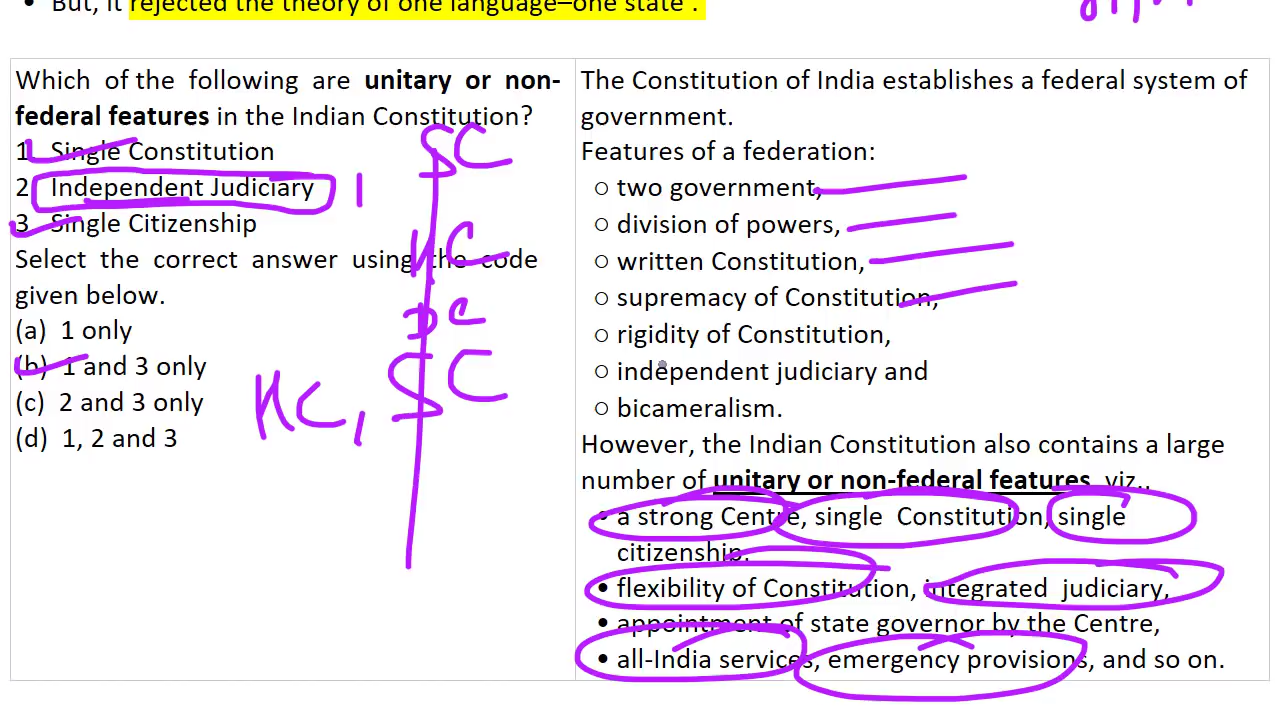 • But, it rejected the theory of one language–one state .
Which of the following are unitary or non-
federal features in the Indian Constitution?
1. Single Constitution
2 Independent Judiciary
3 Single Citizenship
Select the correct answer using the code
given below.
(a) 1 only
(b) 1 and 3 only
(c) 2 and 3 only
(d) 1, 2 and 3
SC
HC
SC
HC,
The Constitution of India establishes a federal system of
government.
Features of a federation:
○ two government,
○ division of powers,
○ written Constitution,
○ supremacy of Constitution,
○ rigidity of Constitution,
○ independent judiciary and
○ bicameralism.
However, the Indian Constitution also contains a large
number of unitary or non-federal features, viz.,
• a strong Centre, single Constitution, single
citizenship,
• flexibility of Constitution, integrated judiciary,
• appointment of state governor by the Centre,
• all-India services, emergency provisions, and so on.